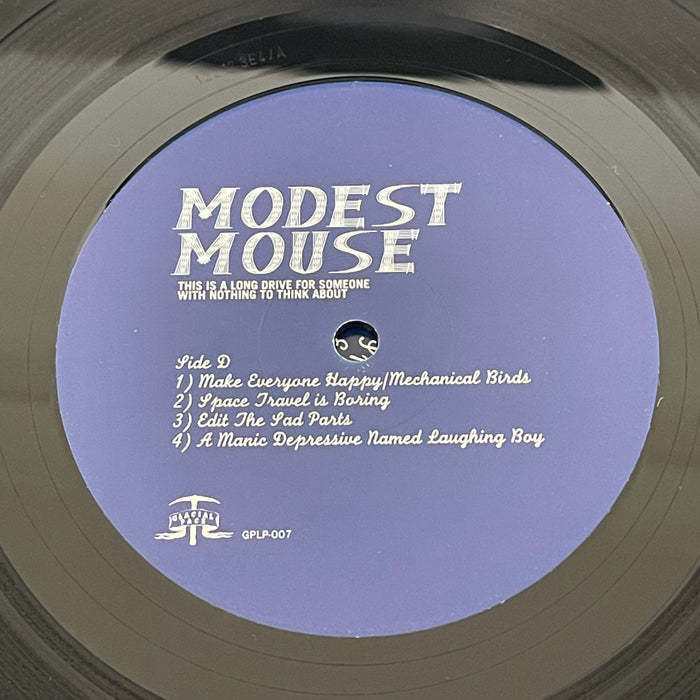 MODEST
MOUSE
THIS IS A LONG DRIVE FOR SOMEONE
WITH NOTHING TO THINK ABOUT
Side D
1) Make Everyone Happy/Mechanical Birds
2) Space Travel is Boring
3) Edit The Sad Parts
4) A Manic Depressive Named Laughing Boy
GLACIAL
PACE
GPLP-007